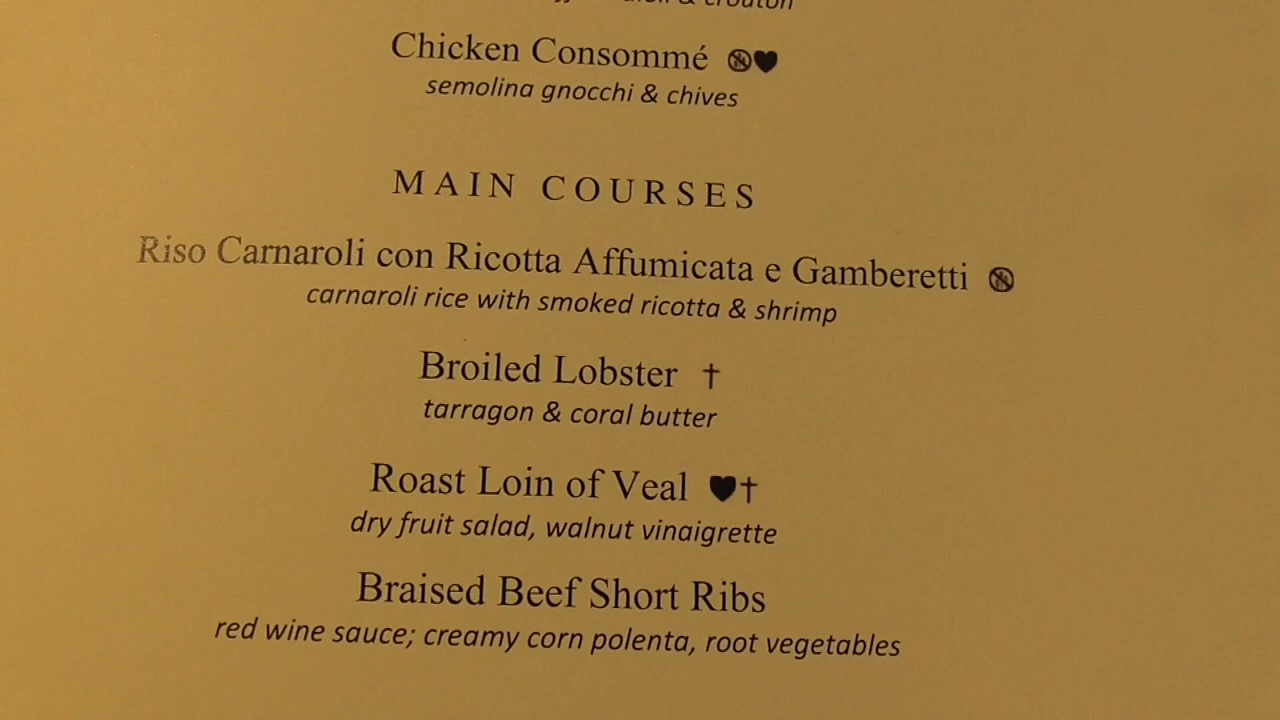 & crouton
Chicken Consommé
semolina gnocchi & chives
MAIN COURSES
Riso Carnaroli con Ricotta Affumicata e Gamberetti
carnaroli rice with smoked ricotta & shrimp
Broiled Lobster †
tarragon & coral butter
Roast Loin of Veal ♥†
dry fruit salad, walnut vinaigrette
Braised Beef Short Ribs
red wine sauce; creamy corn polenta, root vegetables